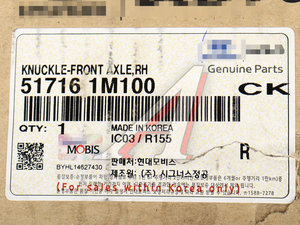 Genuine Parts
KNUCKLE-FRONT AXLE,RH
51716 1M100
CK
QTY: 1
MADE IN KOREA
IC03 / R155
MOBIS
R
판매처:현대모비스
제조원: (주)시그너스정공
BYHL14627430
(For Sales within Korea only)